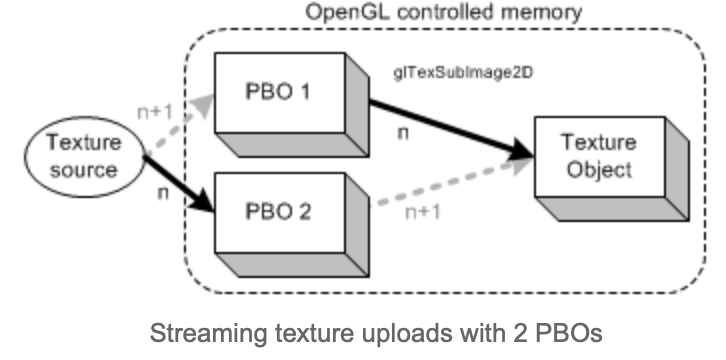 OpenGL controlled memory
PBO 1
glTexSubImage2D
n+1
n
Texture
source
Texture
Object
n
PBO 2
n+1
Streaming texture uploads with 2 PBOs